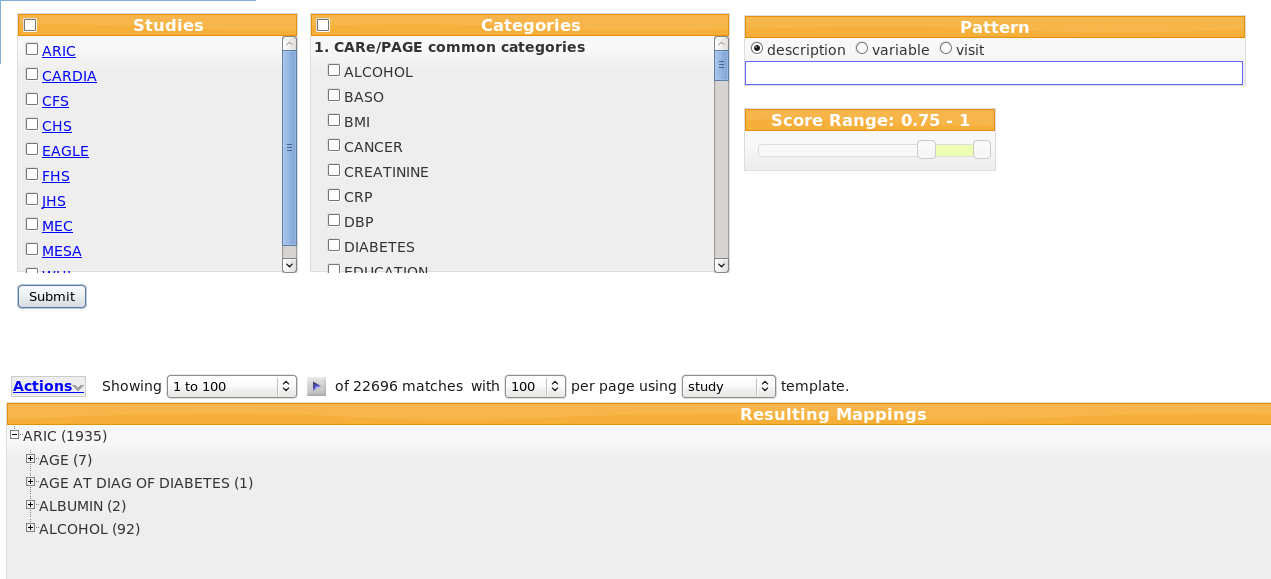 Studies
ARIC
CARDIA
CFS
CHS
EAGLE
FHS
JHS
MEC
MESA
Categories
1. CARe/PAGE common categories
ALCOHOL
BASO
BMI
CANCER
CREATININE
CRP
DBP
DIABETES
EDUCATION
Pattern
description variable visit
Score Range: 0.75 - 1
Submit
Actions Showing 1 to 100 of 22696 matches with 100 per page using study template.
Resulting Mappings
ARIC (1935)
AGE (7)
AGE AT DIAG OF DIABETES (1)
ALBUMIN (2)
ALCOHOL (92)